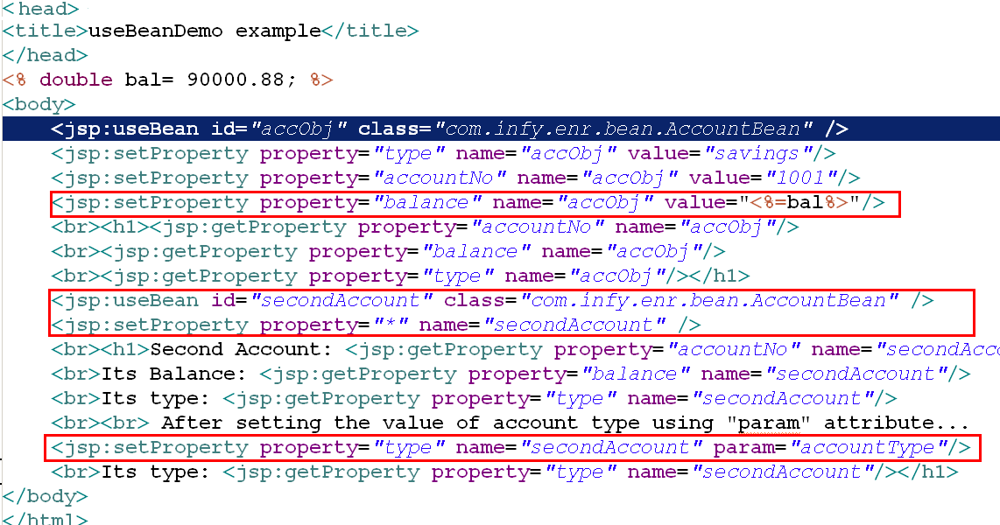 <head>
<title>useBeanDemo example</title>
</head>
<% double bal= 90000.88; %>
<body>
<jsp:useBean id="accObj" class="com.infy.enr.bean.AccountBean" />
<jsp:setProperty property="type" name="accObj" value="savings"/>
<jsp:setProperty property="accountNo" name="accObj" value="1001"/>
<jsp:setProperty property="balance" name="accObj" value="<%=bal%>"/>
<br><h1><jsp:getProperty property="accountNo" name="accObj"/>
<br><jsp:getProperty property="balance" name="accObj"/>
<br><jsp:getProperty property="type" name="accObj"/></h1>
<jsp:useBean id="secondAccount" class="com.infy.enr.bean.AccountBean" />
<jsp:setProperty property="*" name="secondAccount" />
<br><h1>Second Account: <jsp:getProperty property="accountNo" name="secondAcco
<br>Its Balance: <jsp:getProperty property="balance" name="secondAccount"/>
<br>Its type: <jsp:getProperty property="type" name="secondAccount"/>
<br><br> After setting the value of account type using "param" attribute...
<jsp:setProperty property="type" name="secondAccount" param="accountType"/>
<br>Its type: <jsp:getProperty property="type" name="secondAccount"/></h1>
</body>
</html>